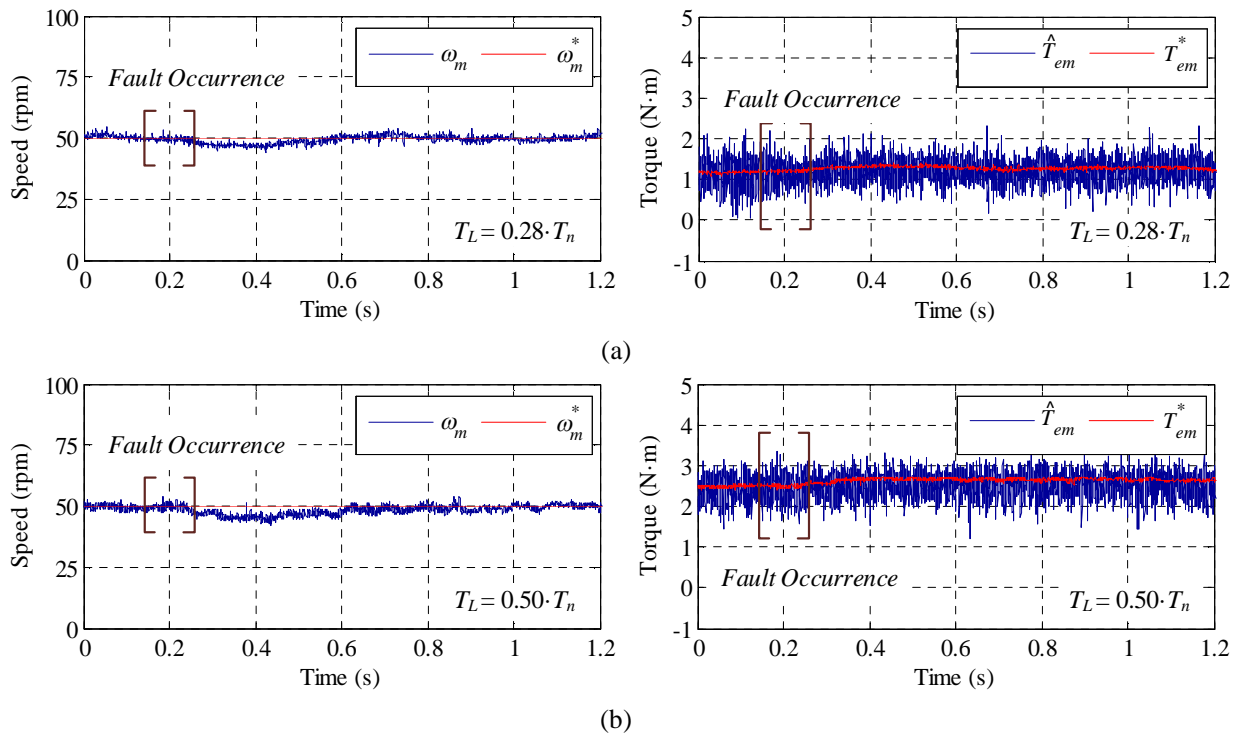 100
75
50
25
0
Speed (rpm)
ω_m ω_m^*
Fault Occurrence
T_L = 0.28·T_n
0 0.2 0.4 0.6 0.8 1 1.2
Time (s)
5
4
3
2
1
0
-1
Torque (N·m)
T̂_em T_em^*
Fault Occurrence
T_L = 0.28·T_n
0 0.2 0.4 0.6 0.8 1 1.2
Time (s)
(a)
100
75
50
25
0
Speed (rpm)
ω_m ω_m^*
Fault Occurrence
T_L = 0.50·T_n
0 0.2 0.4 0.6 0.8 1 1.2
Time (s)
5
4
3
2
1
0
-1
Torque (N·m)
T̂_em T_em^*
Fault Occurrence
T_L = 0.50·T_n
0 0.2 0.4 0.6 0.8 1 1.2
Time (s)
(b)